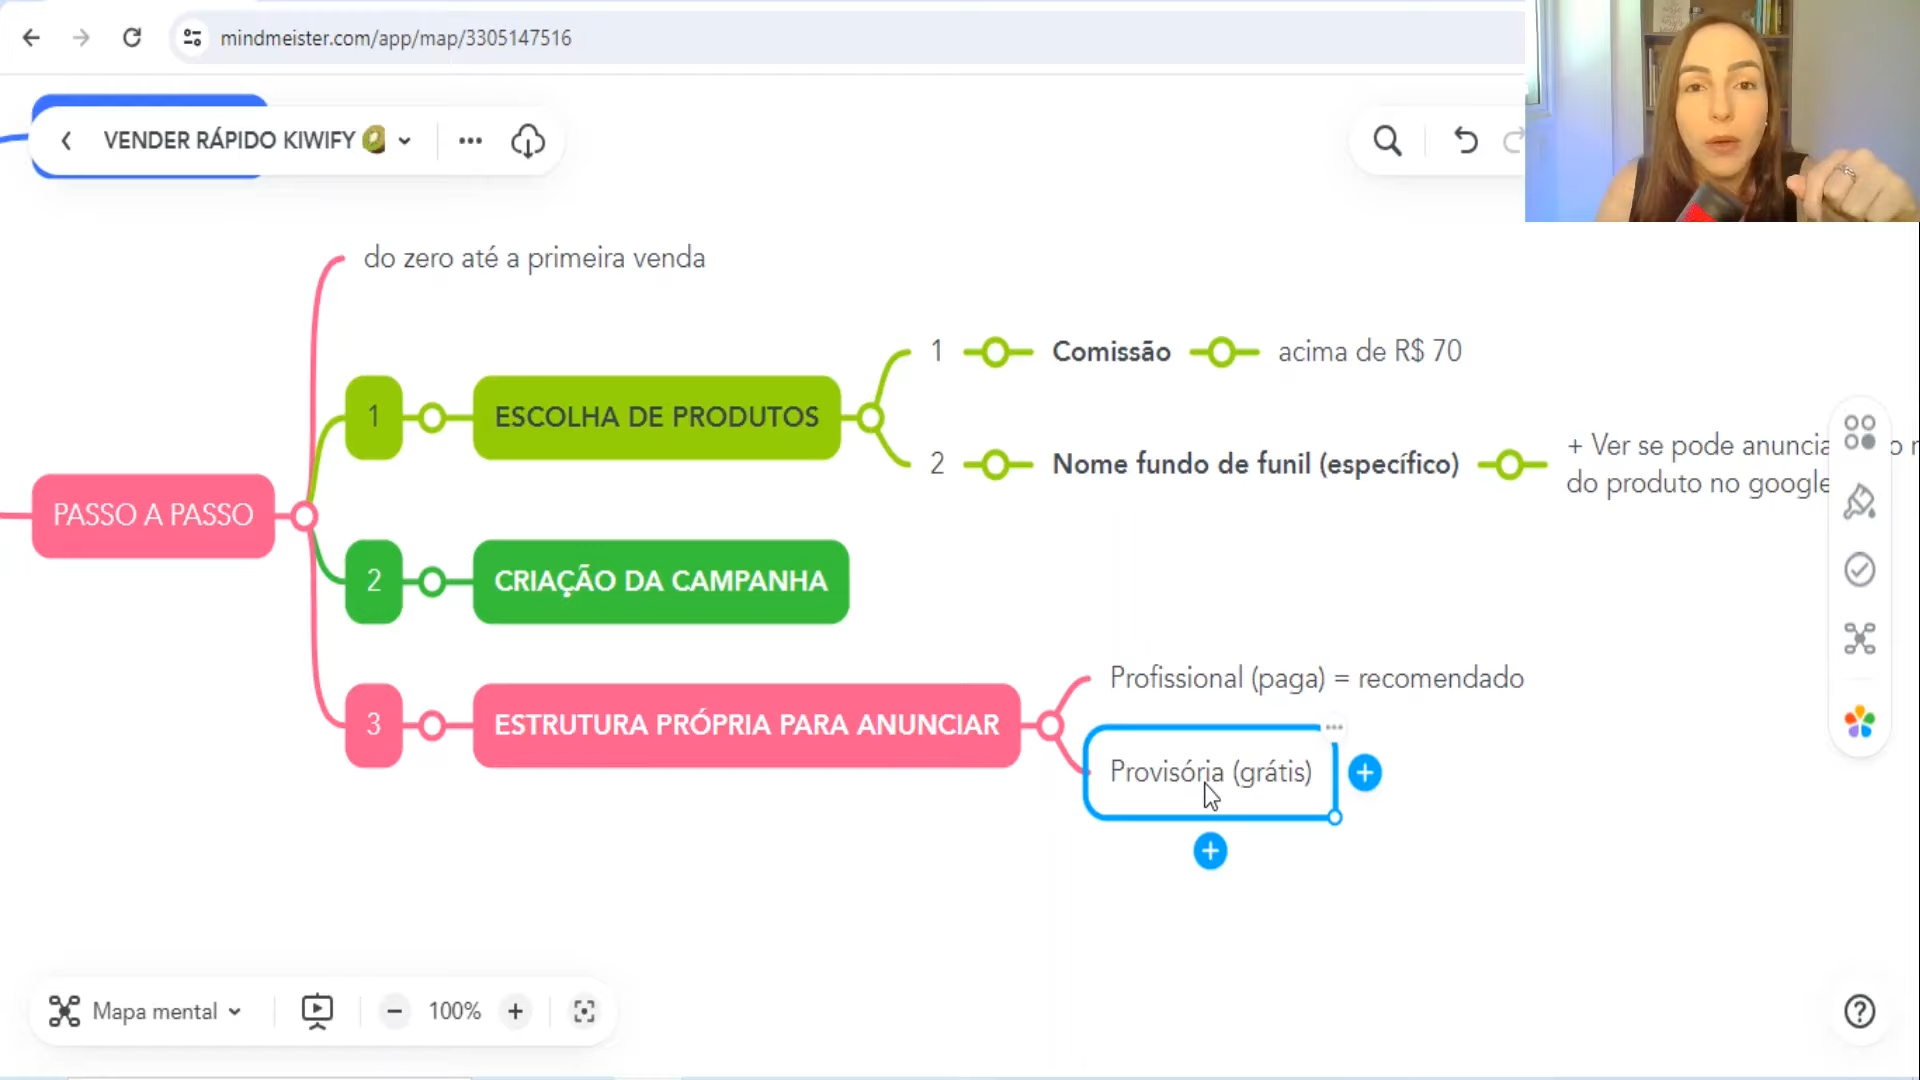 mindmeister.com/app/map/3305147516
VENDER RÁPIDO KIWIFY
do zero até a primeira venda
1 Comissão acima de R$ 70
1 ESCOLHA DE PRODUTOS
2 Nome fundo de funil (específico)
+ Ver se pode anuncia
do produto no google
PASSO A PASSO
2 CRIAÇÃO DA CAMPANHA
Profissional (paga) = recomendado
3 ESTRUTURA PRÓPRIA PARA ANUNCIAR
Provisória (grátis)
Mapa mental
100%